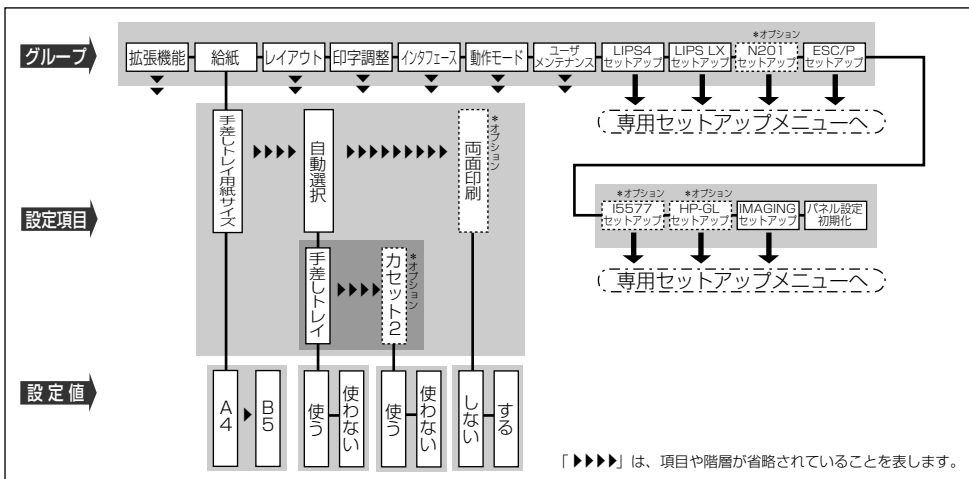 グループ
拡張機能
給紙
レイアウト
印字調整
インタフェース
動作モード
ユーザ
メンテナンス
LIPS4
セットアップ
LIPS LX
セットアップ
*オプション
N201
セットアップ
ESC/P
セットアップ
専用セットアップメニューへ
設定項目
手差しトレイ用紙サイズ
自動選択
両面印刷
*オプション
手差しトレイ
カセット2
*オプション
*オプション
I5577
セットアップ
*オプション
HP-GL
セットアップ
IMAGING
セットアップ
パネル設定
初期化
専用セットアップメニューへ
設定値
A4
B5
使う
使わない
使う
使わない
しない
する
「 ▶▶▶▶」は、項目や階層が省略されていることを表します。